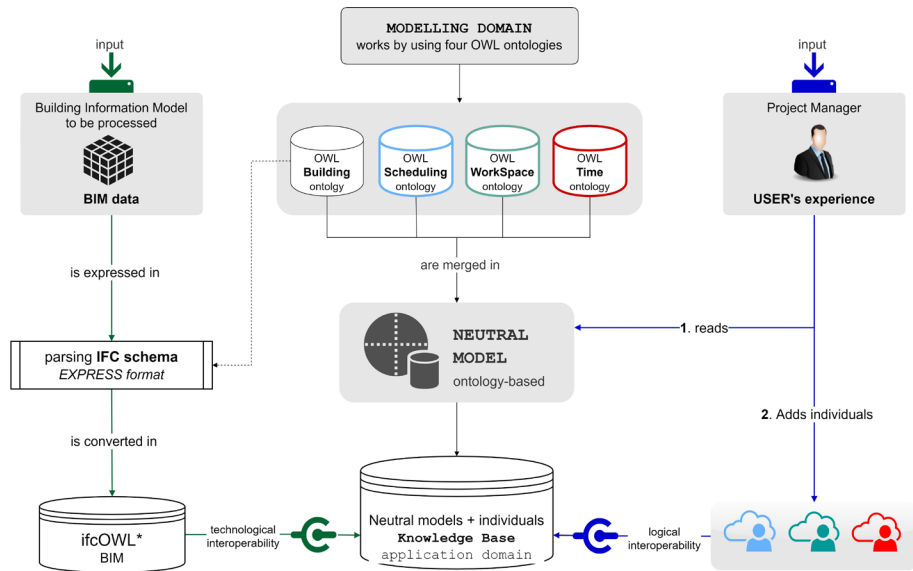 MODELLING DOMAIN
works by using four OWL ontologies
input
Building Information Model
to be processed
BIM data
OWL
Building
ontolgy
OWL
Scheduling
ontology
OWL
WorkSpace
ontology
OWL
Time
ontology
input
Project Manager
USER's experience
is expressed in
are merged in
parsing IFC schema
EXPRESS format
NEUTRAL
MODEL
ontology-based
1. reads
2. Adds individuals
is converted in
ifcOWL*
BIM
technological
interoperability
Neutral models + individuals
Knowledge Base
application domain
logical
interoperability